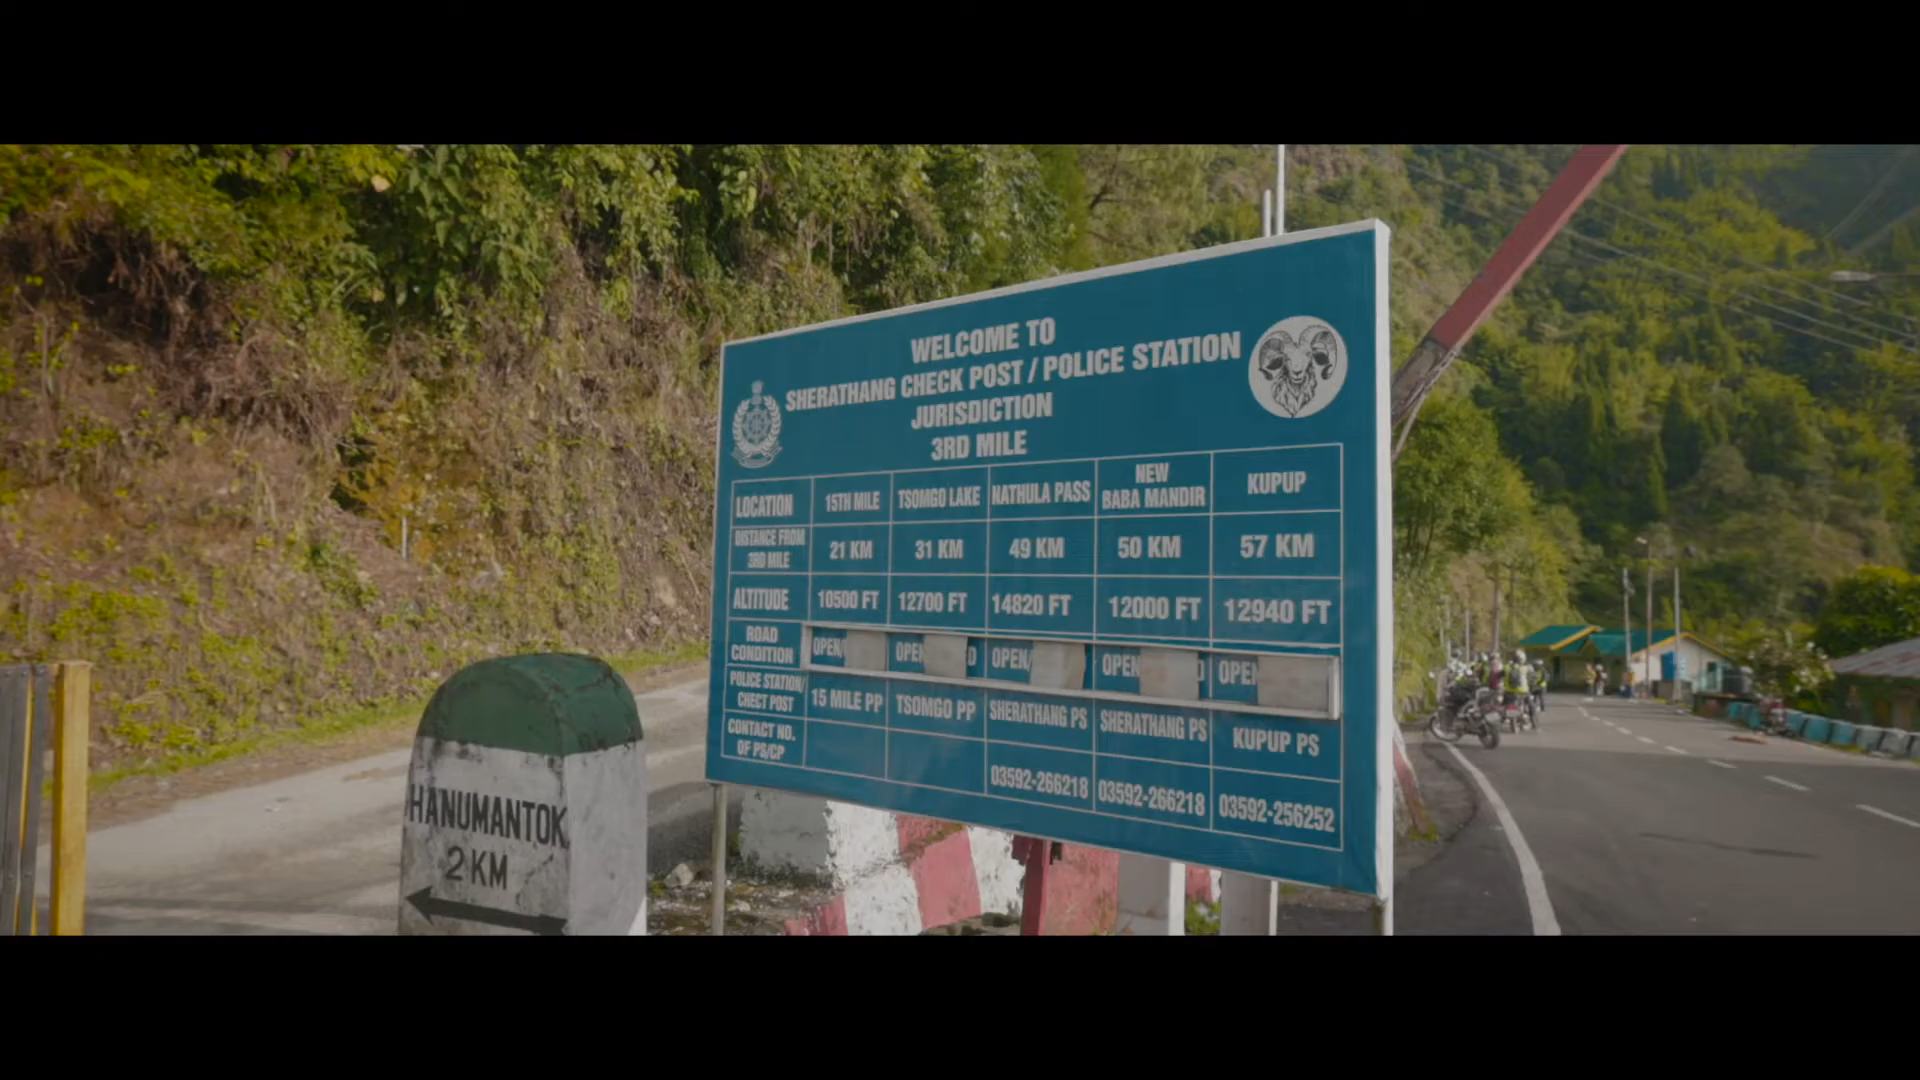 WELCOME TO
SHERATHANG CHECK POST / POLICE STATION
JURISDICTION
3RD MILE
LOCATION 15TH MILE TSOMGO LAKE NATHULA PASS NEW BABA MANDIR KUPUP
DISTANCE FROM 3RD MILE 21 KM 31 KM 49 KM 50 KM 57 KM
ALTITUDE 10500 FT 12700 FT 14820 FT 12000 FT 12940 FT
ROAD CONDITION OPEN/ OPEN D OPEN/ OPEN D OPEN
POLICE STATION/ CHECT POST 15 MILE PP TSOMGO PP SHERATHANG PS SHERATHANG PS KUPUP PS
CONTACT NO. OF PS/CP 03592-266218 03592-266218 03592-256252
HANUMANTOK
2 KM